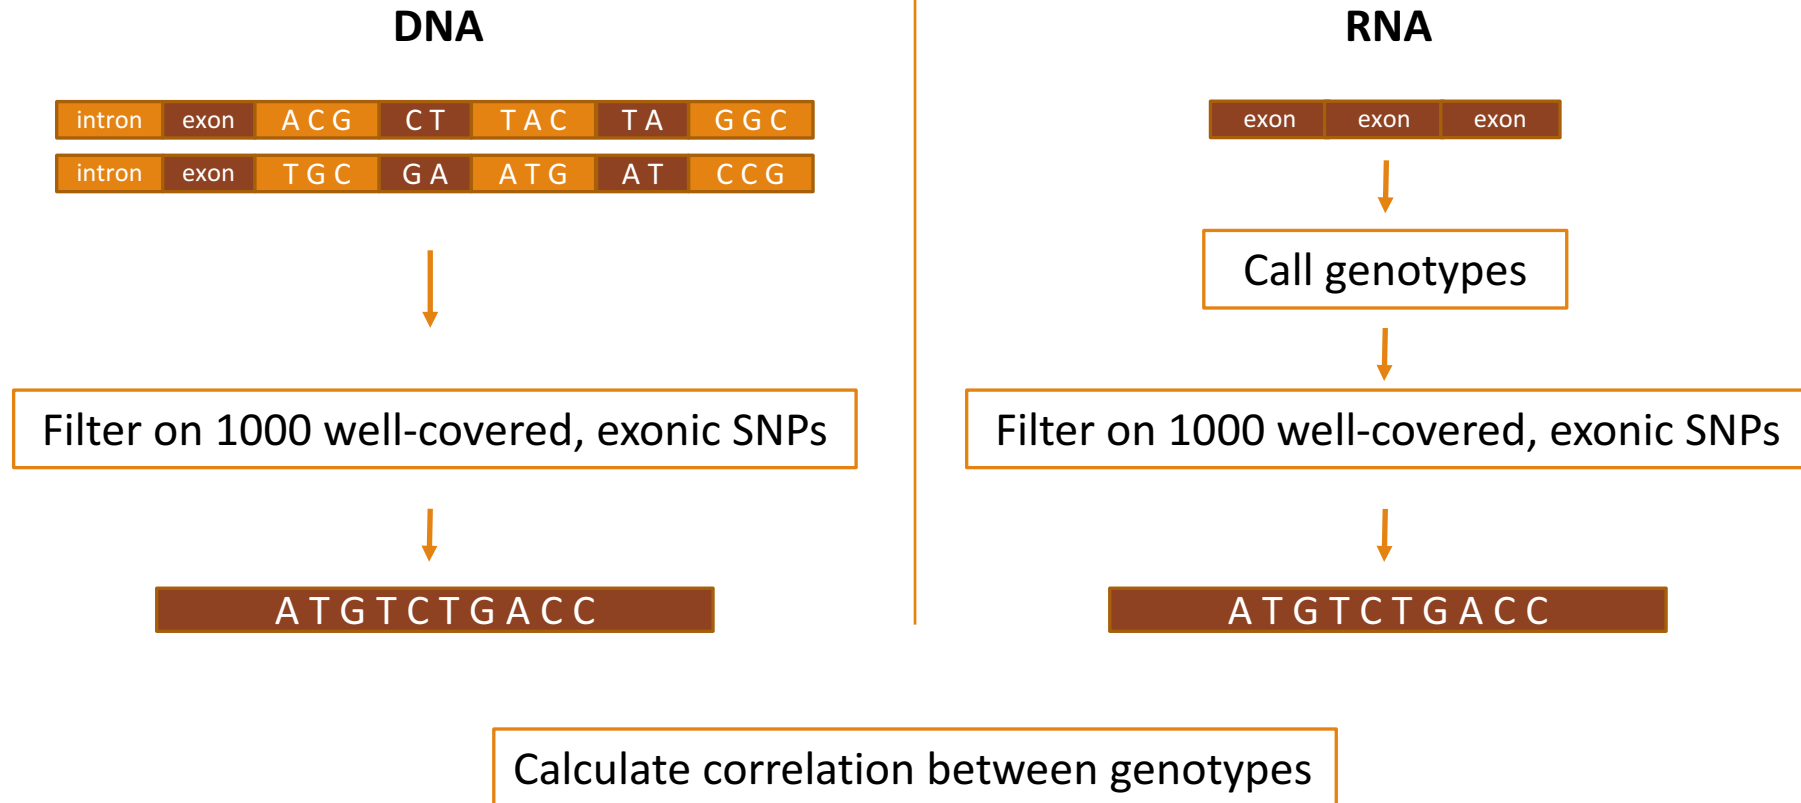 DNA
intron exon A C G C T T A C T A G G C
intron exon T G C G A A T G A T C C G
Filter on 1000 well-covered, exonic SNPs
A T G T C T G A C C
RNA
exon exon exon
Call genotypes
Filter on 1000 well-covered, exonic SNPs
A T G T C T G A C C
Calculate correlation between genotypes